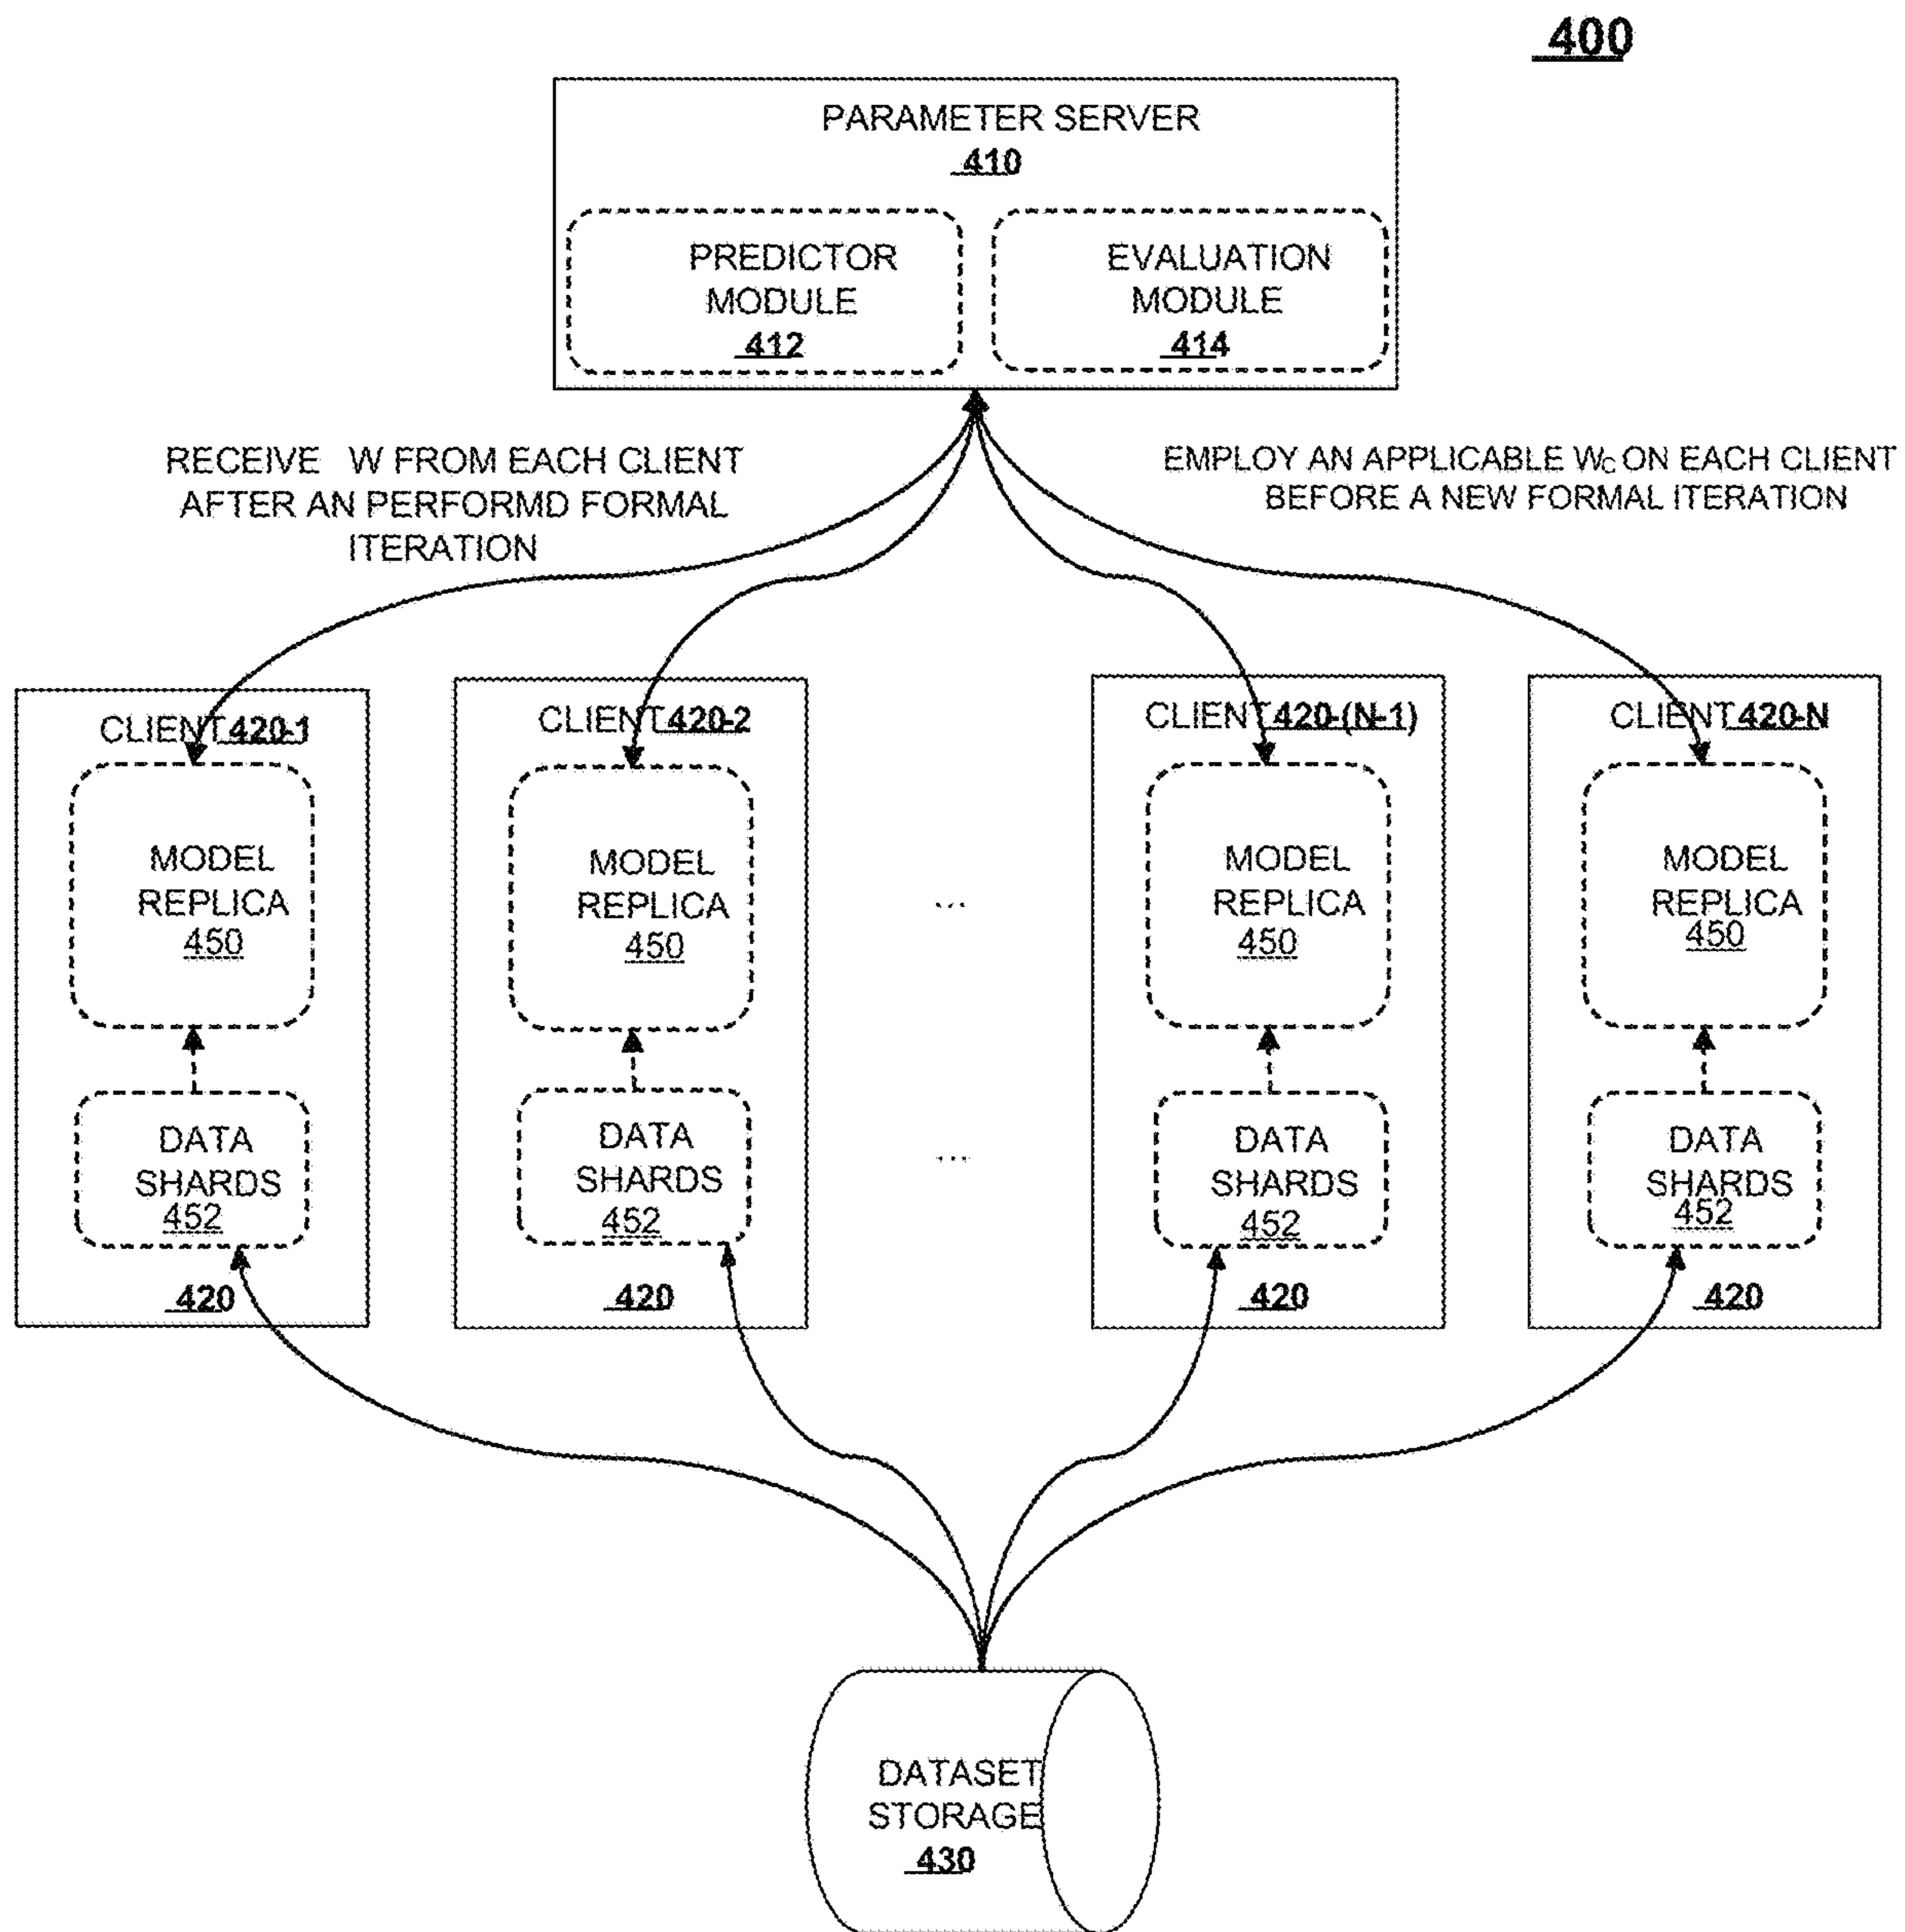 400
PARAMETER SERVER
410
PREDICTOR
MODULE
412
EVALUATION
MODULE
414
RECEIVE W FROM EACH CLIENT
AFTER AN PERFORMD FORMAL
ITERATION
EMPLOY AN APPLICABLE Wc ON EACH CLIENT
BEFORE A NEW FORMAL ITERATION
CLIENT 420-1
MODEL
REPLICA
450
DATA
SHARDS
452
420
CLIENT 420-2
MODEL
REPLICA
450
DATA
SHARDS
452
420
...
...
CLIENT 420-(N-1)
MODEL
REPLICA
450
DATA
SHARDS
452
420
CLIENT 420-N
MODEL
REPLICA
450
DATA
SHARDS
452
420
DATASET
STORAGE
430